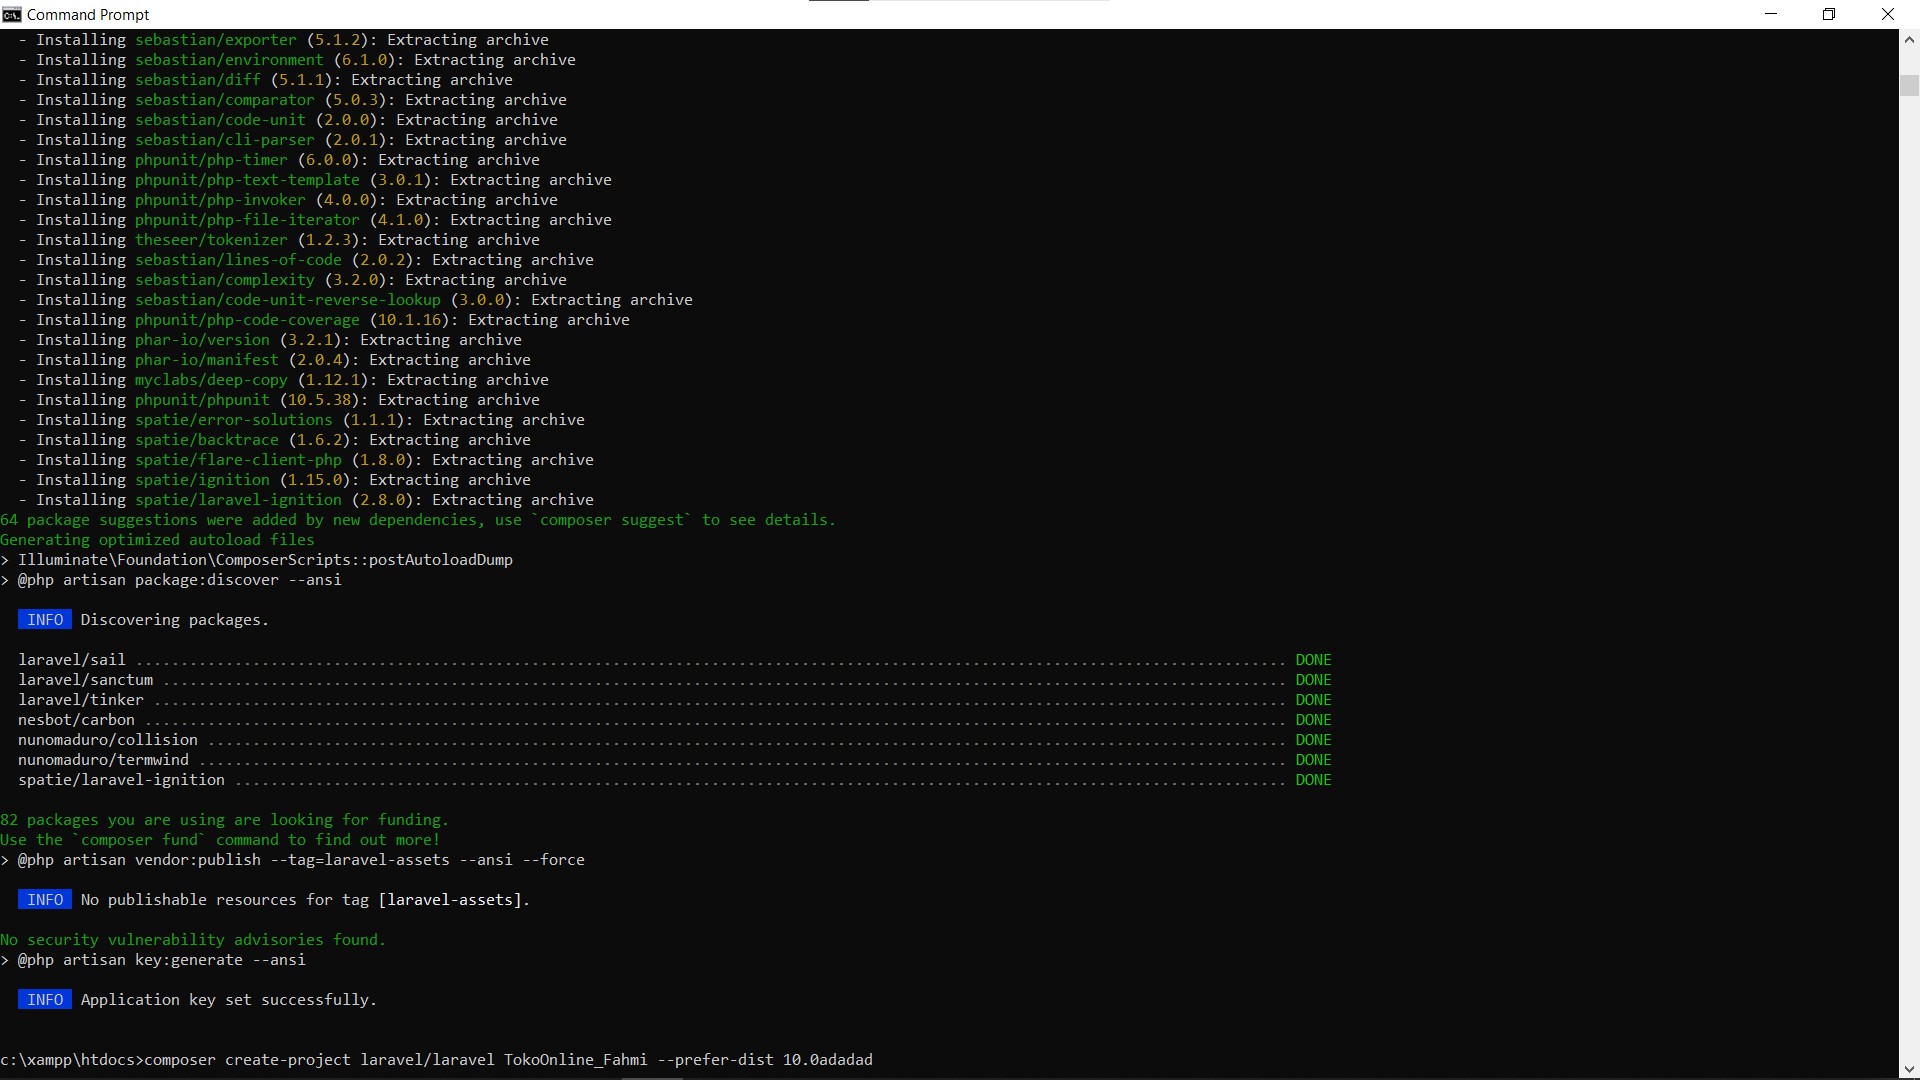 Command Prompt
- Installing sebastian/exporter (5.1.2): Extracting archive
- Installing sebastian/environment (6.1.0): Extracting archive
- Installing sebastian/diff (5.1.1): Extracting archive
- Installing sebastian/comparator (5.0.3): Extracting archive
- Installing sebastian/code-unit (2.0.0): Extracting archive
- Installing sebastian/cli-parser (2.0.1): Extracting archive
- Installing phpunit/php-timer (6.0.0): Extracting archive
- Installing phpunit/php-text-template (3.0.1): Extracting archive
- Installing phpunit/php-invoker (4.0.0): Extracting archive
- Installing phpunit/php-file-iterator (4.1.0): Extracting archive
- Installing theseer/tokenizer (1.2.3): Extracting archive
- Installing sebastian/lines-of-code (2.0.2): Extracting archive
- Installing sebastian/complexity (3.2.0): Extracting archive
- Installing sebastian/code-unit-reverse-lookup (3.0.0): Extracting archive
- Installing phpunit/php-code-coverage (10.1.16): Extracting archive
- Installing phar-io/version (3.2.1): Extracting archive
- Installing phar-io/manifest (2.0.4): Extracting archive
- Installing myclabs/deep-copy (1.12.1): Extracting archive
- Installing phpunit/phpunit (10.5.38): Extracting archive
- Installing spatie/error-solutions (1.1.1): Extracting archive
- Installing spatie/backtrace (1.6.2): Extracting archive
- Installing spatie/flare-client-php (1.8.0): Extracting archive
- Installing spatie/ignition (1.15.0): Extracting archive
- Installing spatie/laravel-ignition (2.8.0): Extracting archive
64 package suggestions were added by new dependencies, use `composer suggest` to see details.
Generating optimized autoload files
> Illuminate\Foundation\ComposerScripts::postAutoloadDump
> @php artisan package:discover --ansi
INFO Discovering packages.
laravel/sail ........ DONE
laravel/sanctum ........ DONE
laravel/tinker ........ DONE
nesbot/carbon ........ DONE
nunomaduro/collision ........ DONE
nunomaduro/termwind ........ DONE
spatie/laravel-ignition ........ DONE
82 packages you are using are looking for funding.
Use the `composer fund` command to find out more!
> @php artisan vendor:publish --tag=laravel-assets --ansi --force
INFO No publishable resources for tag [laravel-assets].
No security vulnerability advisories found.
> @php artisan key:generate --ansi
INFO Application key set successfully.
c:\xampp\htdocs>composer create-project laravel/laravel TokoOnline_Fahmi --prefer-dist 10.0adadad